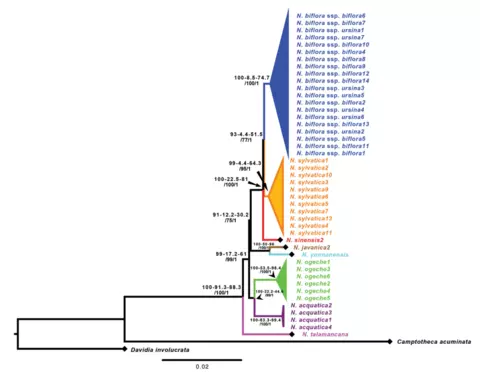 N. biflora ssp. biflora6
N. biflora ssp. biflora7
N. biflora ssp. ursina1
N. biflora ssp. ursina7
N. biflora ssp. biflora10
N. biflora ssp. biflora4
N. biflora ssp. biflora8
N. biflora ssp. biflora9
N. biflora ssp. biflora12
N. biflora ssp. biflora14
N. biflora ssp. ursina3
N. biflora ssp. ursina5
N. biflora ssp. biflora2
N. biflora ssp. ursina4
N. biflora ssp. ursina6
N. biflora ssp. biflora13
N. biflora ssp. ursina2
N. biflora ssp. biflora5
N. biflora ssp. biflora11
N. biflora ssp. biflora1
100-8.5-74.7
/100/1
93-4.4-51.5
/77/1
N. sylvatica1
N. sylvatica2
N. sylvatica10
N. sylvatica3
N. sylvatica9
N. sylvatica6
N. sylvatica5
N. sylvatica7
N. sylvatica13
N. sylvatica4
N. sylvatica11
99-4.4-64.3
/95/1
100-22.5-81
/100/1
N. sinensis2
N. javanica3
N. yunnanensis
91-12.2-30.2
/75/1
99-17.2-61
/99/1
N. ogeche1
N. ogeche3
N. ogeche6
N. ogeche2
N. ogeche4
N. ogeche5
N. acquatica2
N. acquatica3
N. acquatica1
N. acquatica4
/100/1
N. talamancana
100-91.3-88.3
/100/1
Camptotheca acuminata
Davidia involucrata
0.02